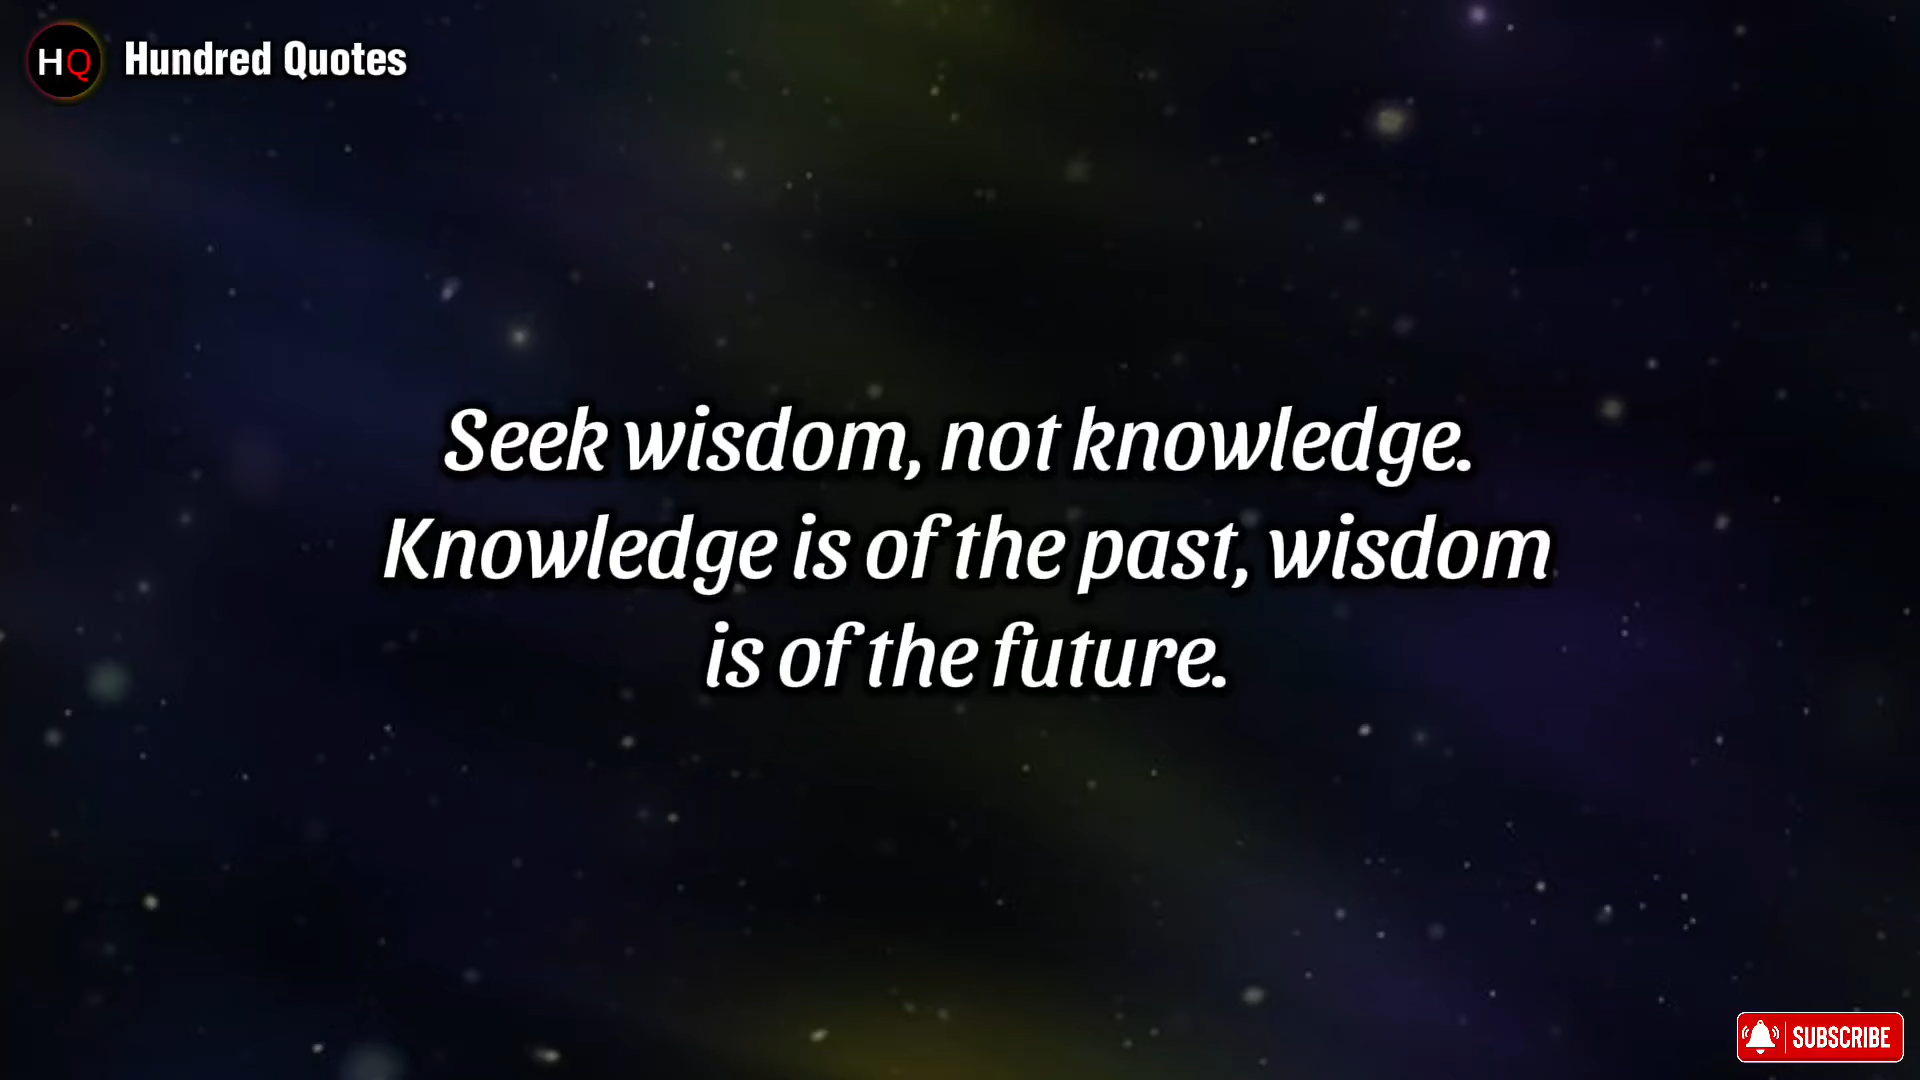 HQ Hundred Quotes
Seek wisdom, not knowledge.
Knowledge is of the past, wisdom
is of the future.
SUBSCRIBE